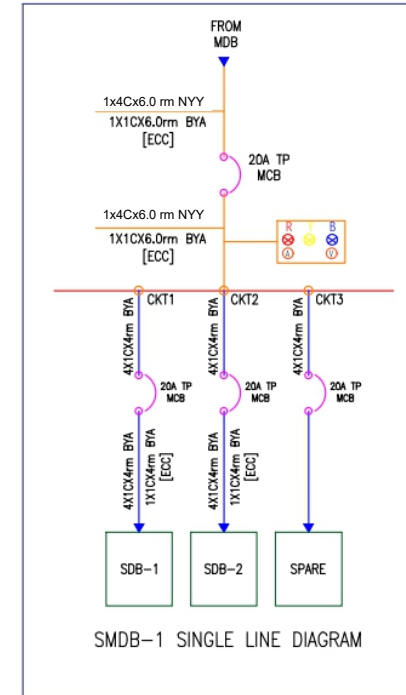 FROM
MDB
1x4Cx6.0 rm NYY
1X1CX6.0rm BYA
[ECC]
20A TP
MCB
1x4Cx6.0 rm NYY
1X1CX6.0rm BYA
[ECC]
R Y B
A V
CKT1
CKT2
CKT3
4X1CX4rm BYA
4X1CX4rm BYA
4X1CX4rm BYA
20A TP
MCB
20A TP
MCB
20A TP
MCB
4X1CX4rm BYA
1X1CX4rm BYA
[ECC]
4X1CX4rm BYA
1X1CX4rm BYA
[ECC]
SDB-1
SDB-2
SPARE
SMDB-1 SINGLE LINE DIAGRAM